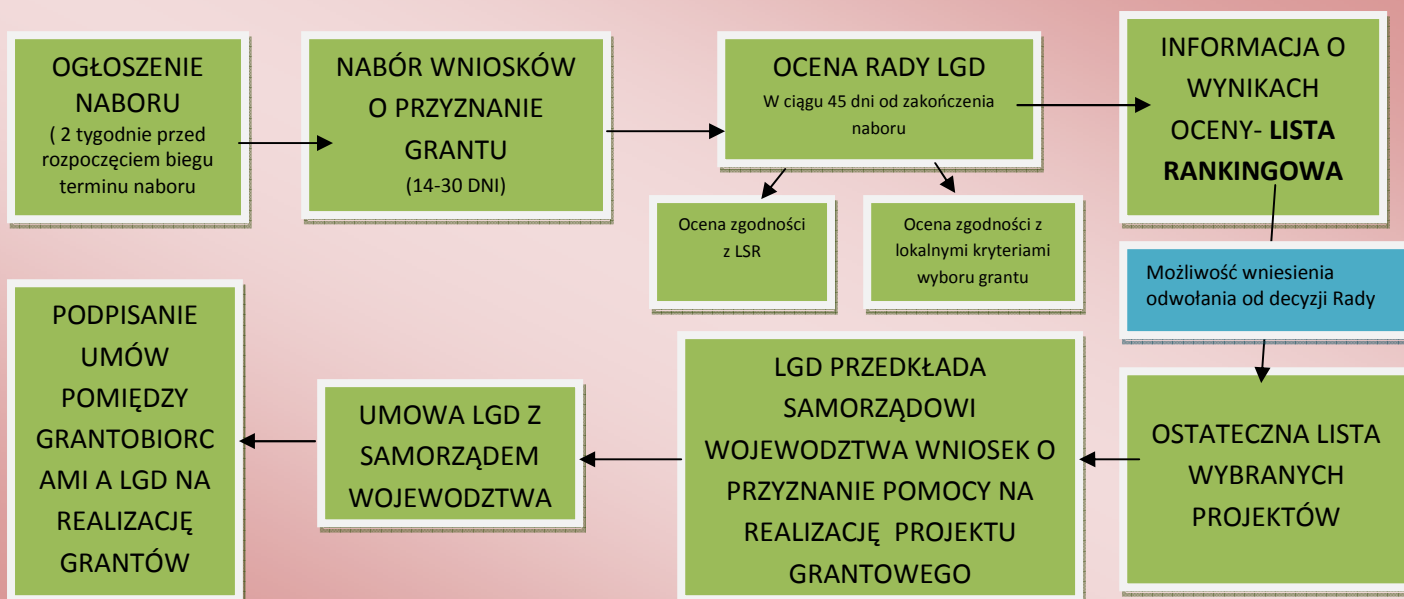 OGŁOSZENIE
NABORU
( 2 tygodnie przed
rozpoczęciem biegu
terminu naboru
NABÓR WNIOSKÓW
O PRZYZNANIE
GRANTU
(14-30 DNI)
OCENA RADY LGD
W ciągu 45 dni od zakończenia
naboru
Ocena zgodności
z LSR
Ocena zgodności z
lokalnymi kryteriami
wyboru grantu
INFORMACJA O
WYNIKACH
OCENY- LISTA
RANKINGOWA
Możliwość wniesienia
odwołania od decyzji Rady
OSTATECZNA LISTA
WYBRANYCH
PROJEKTÓW
LGD PRZEDKŁADA
SAMORZĄDOWI
WOJEWODZTWA WNIOSEK O
PRZYZNANIE POMOCY NA
REALIZACJĘ PROJEKTU
GRANTOWEGO
UMOWA LGD Z
SAMORZĄDEM
WOJEWODZTWA
PODPISANIE
UMÓW
POMIĘDZY
GRANTOBIORC
AMI A LGD NA
REALIZACJĘ
GRANTÓW